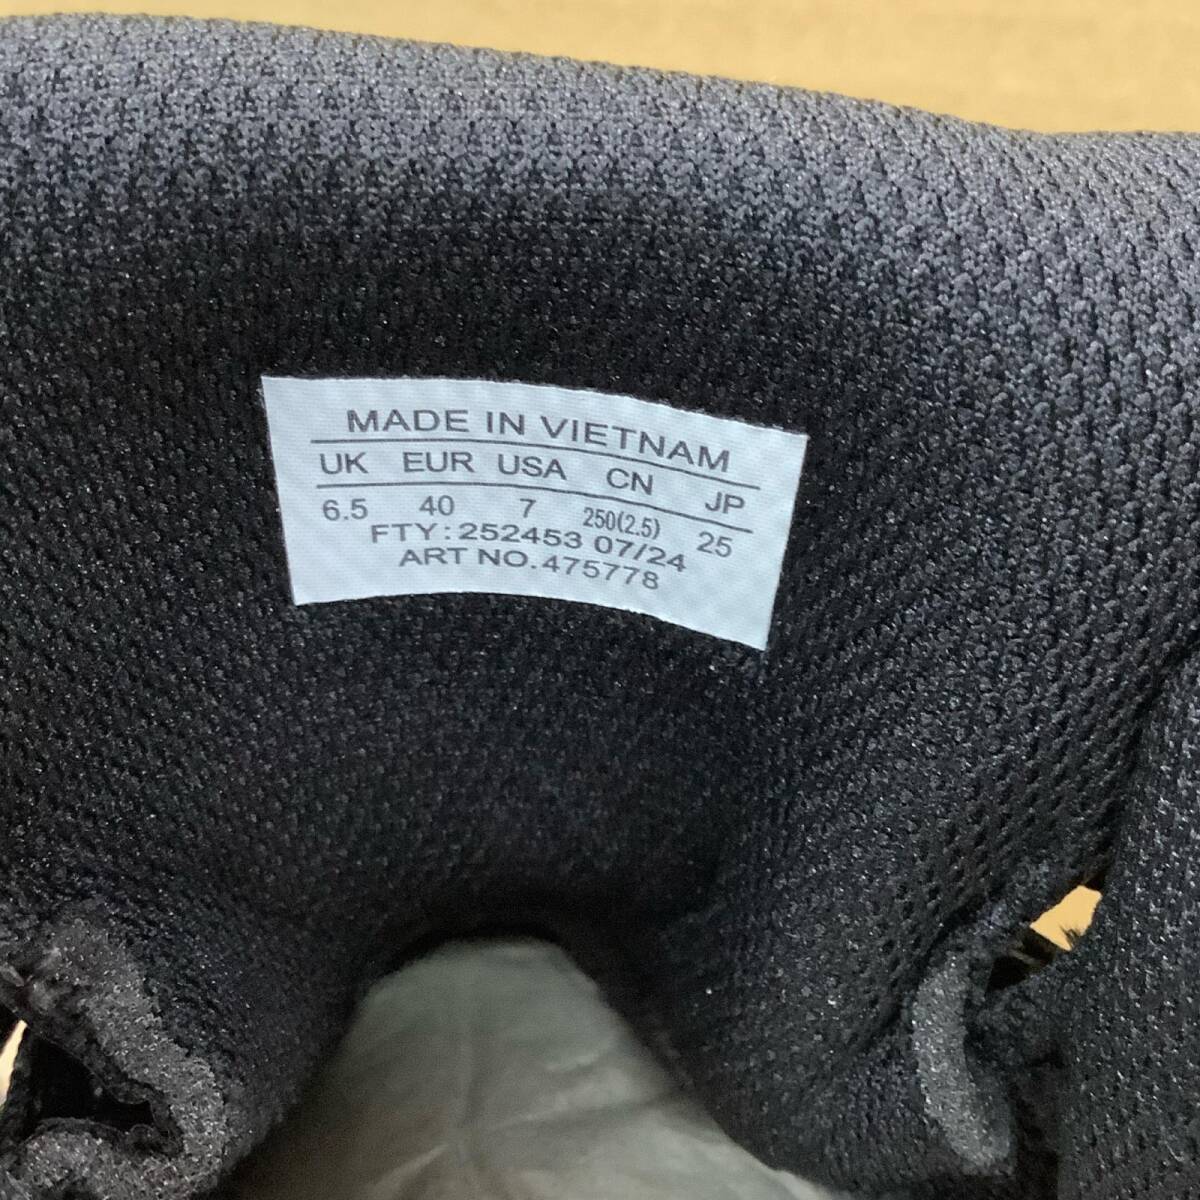 MADE IN VIETNAM
UK EUR USA CN JP
6.5 40 7 250(2.5) 25
FTY:252453 07/24
ART NO.475778